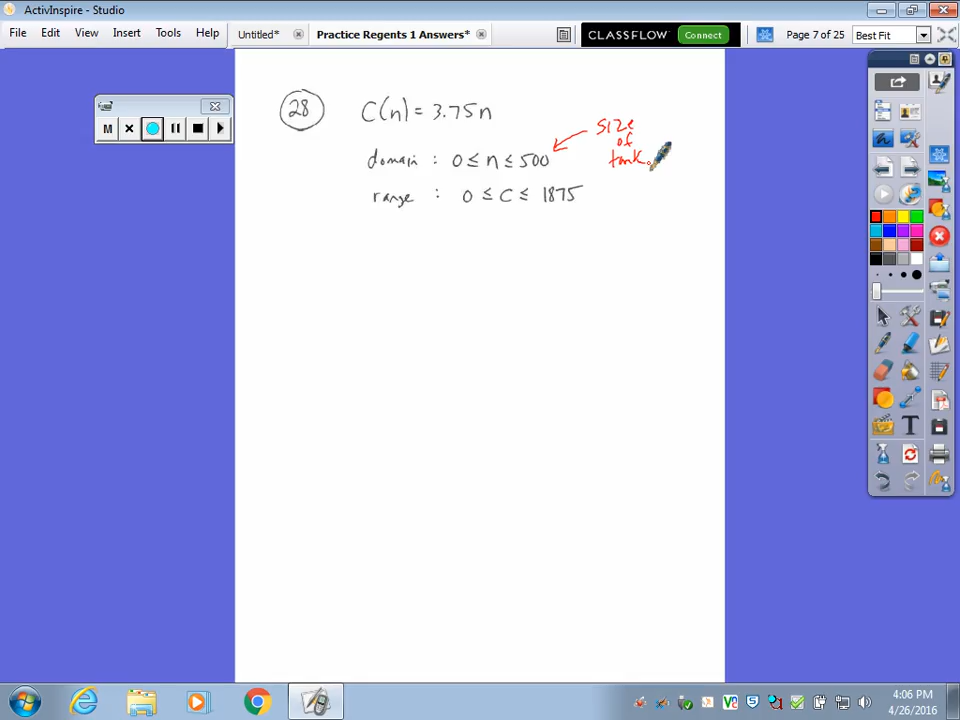 ActivInspire - Studio
File Edit View Insert Tools Help
Untitled*
Practice Regents 1 Answers*
CLASSFLOW™ Connect
Page 7 of 25
Best Fit
M
28 C(n) = 3.75n
domain : 0 ≤ n ≤ 500
size
of
tank.
range : 0 ≤ C ≤ 1875
T
4:06 PM
4/26/2016